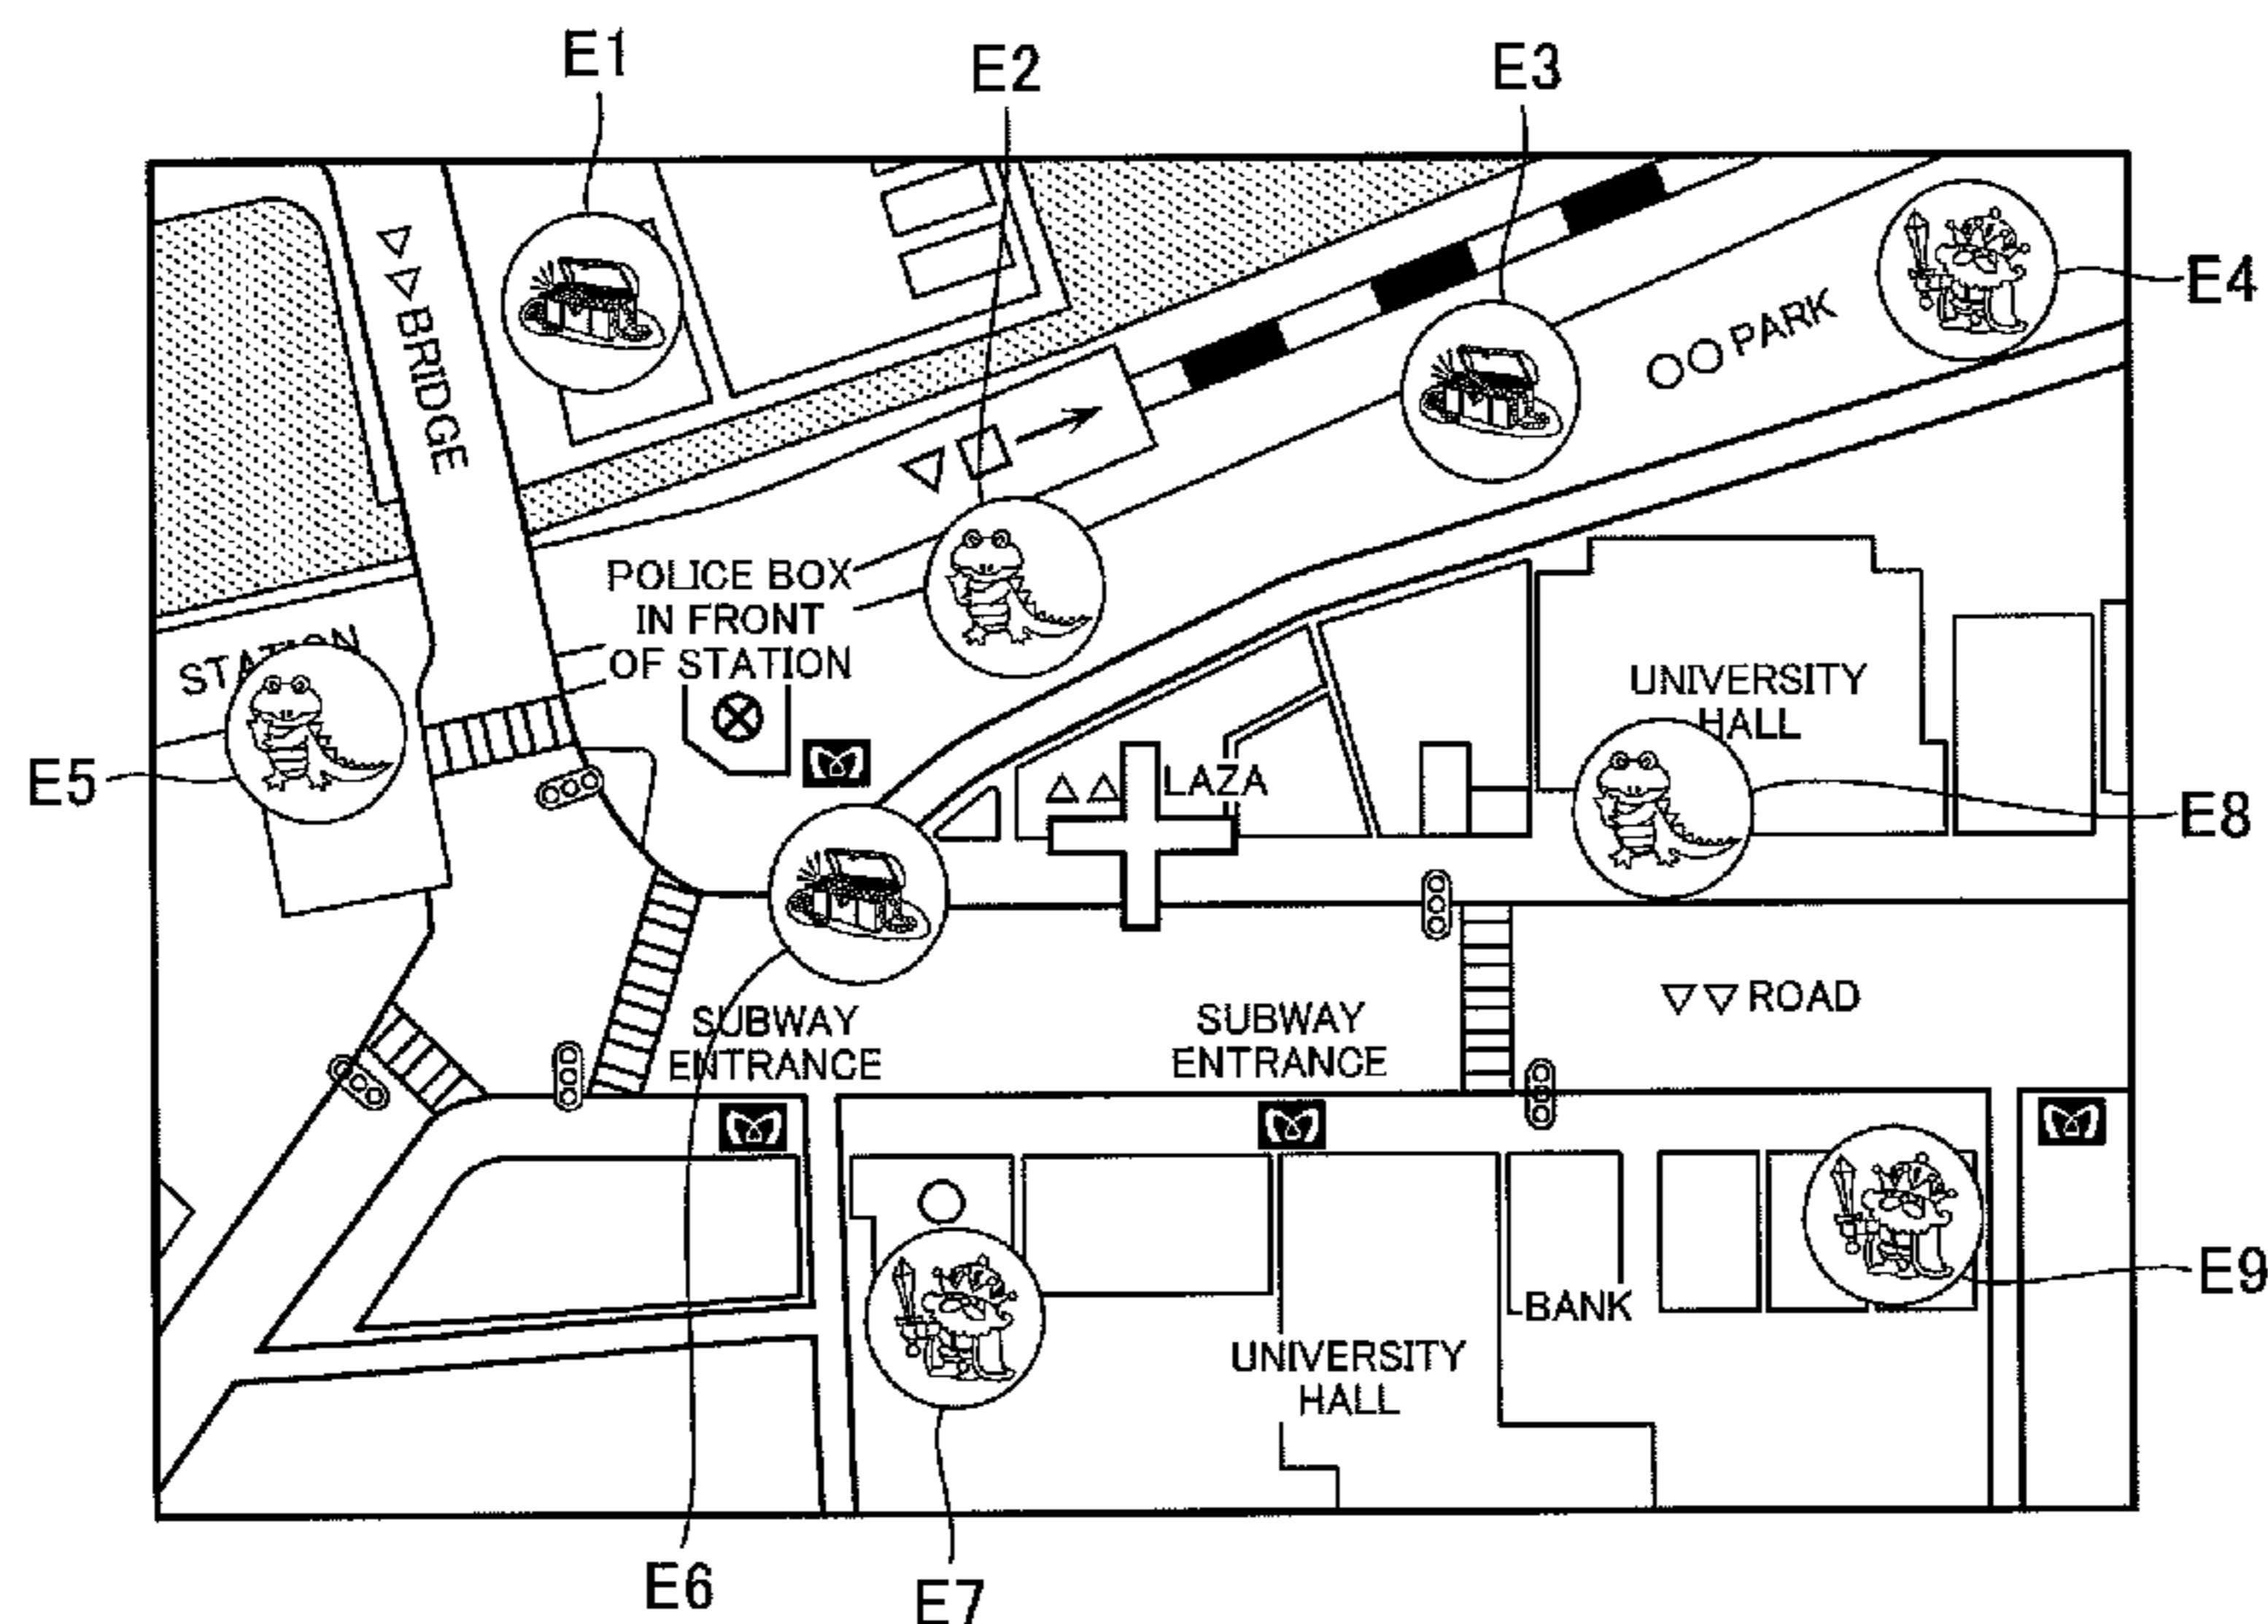 E1
E2
E3
E4
▽▽BRIDGE
○○PARK
▽□→
POLICE BOX
IN FRONT
OF STATION
STATION
UNIVERSITY
HALL
E5
△△ LAZA
E8
SUBWAY
ENTRANCE
SUBWAY
ENTRANCE
▽▽ROAD
E9
BANK
UNIVERSITY
HALL
E6
E7